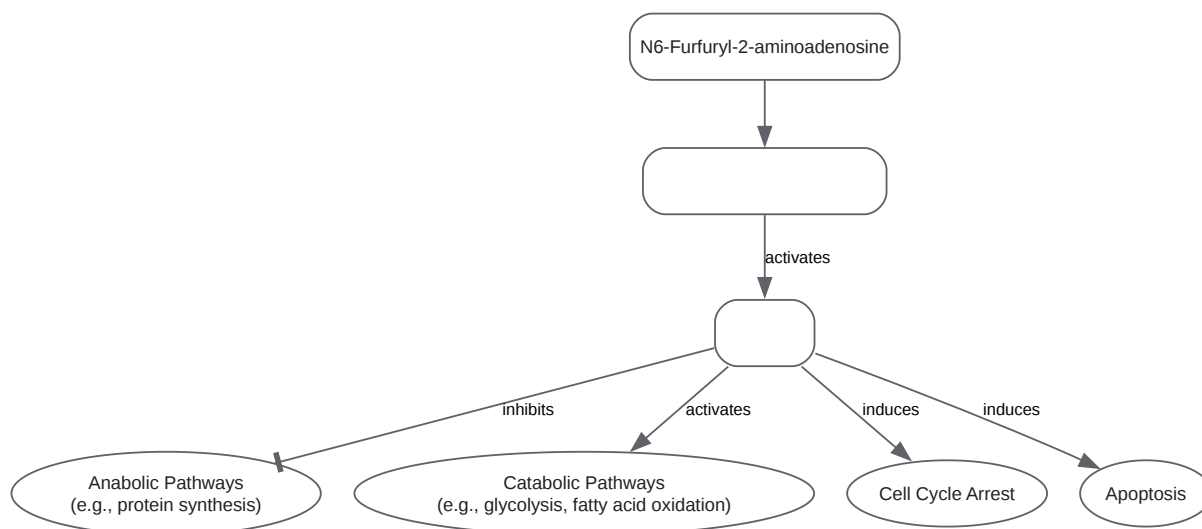 N6-Furfuryl-2-aminoadenosine
activates
inhibits
activates
induces
induces
Anabolic Pathways
(e.g., protein synthesis)
Catabolic Pathways
(e.g., glycolysis, fatty acid oxidation)
Cell Cycle Arrest
Apoptosis